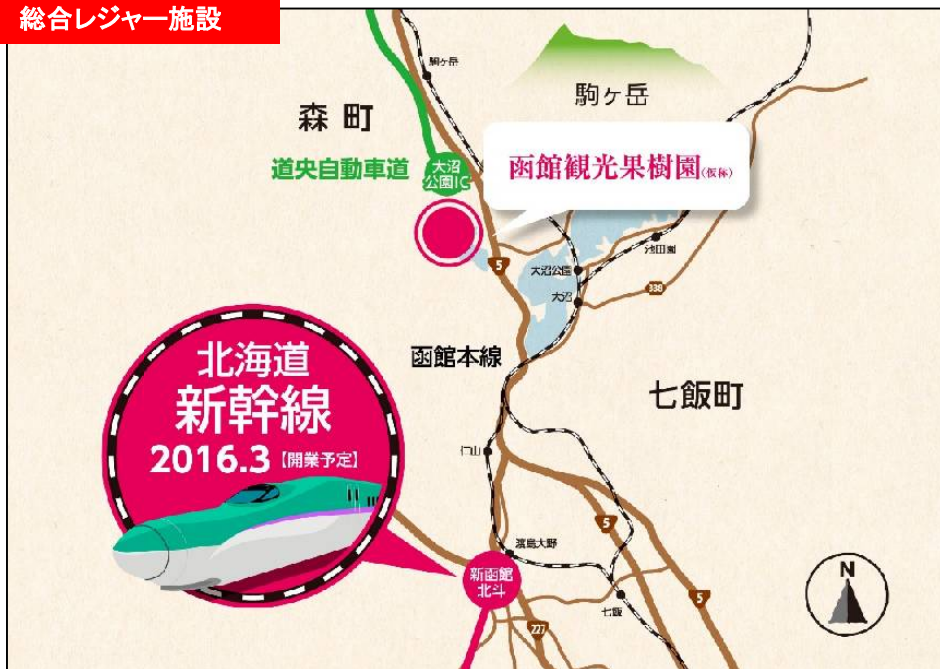 総合レジャー施設
駒ヶ岳
駒ヶ岳
森町
道央自動車道
大沼
公園IC
函館観光果樹園(仮称)
5
大沼公園
池田園
338
大沼
北海道
新幹線
2016.3【開業予定】
函館本線
七飯町
仁山
渡島大野
新函館
北斗
5
七飯
5
227
N